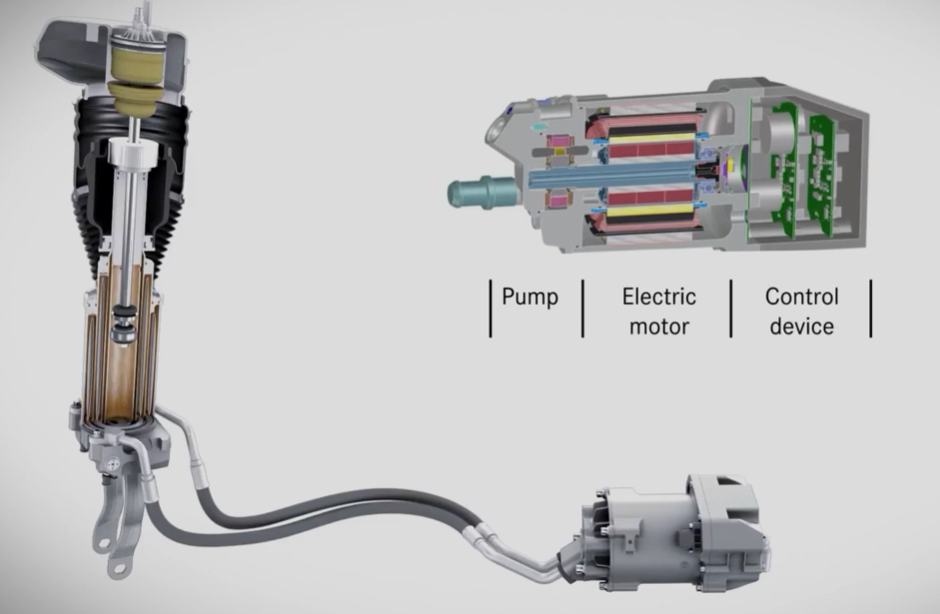 Pump
Electric
motor
Control
device